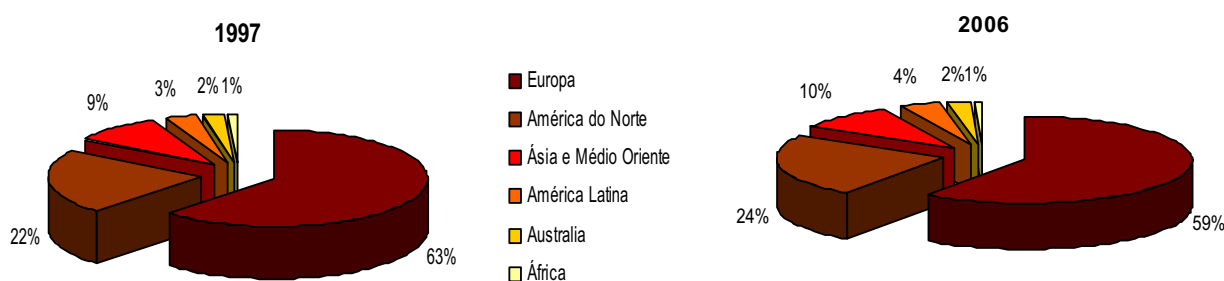 1997
3%
2%
1%
9%
22%
63%
Europa
América do Norte
Ásia e Médio Oriente
América Latina
Australia
África
2006
4%
2%
1%
10%
24%
59%